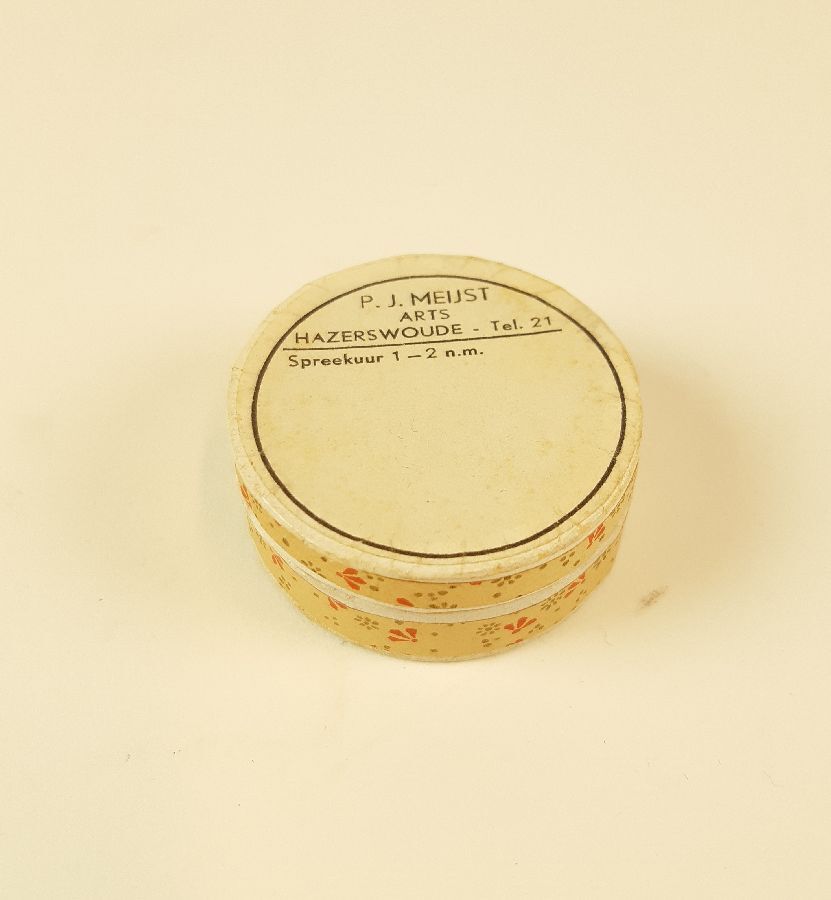 P. J. MEIJST
ARTS
HAZERSWOUDE - Tel. 21
Spreekuur 1 – 2 n.m.